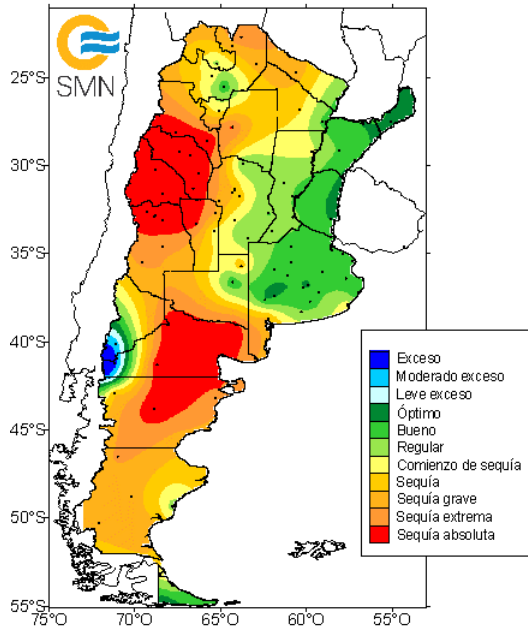 SMN
25°S
30°S
35°S
40°S
45°S
50°S
55°S
75°O 70°O 65°O 60°O 55°O
Exceso
Moderado exceso
Leve exceso
Óptimo
Bueno
Regular
Comienzo de sequía
Sequía
Sequía grave
Sequía extrema
Sequía absoluta